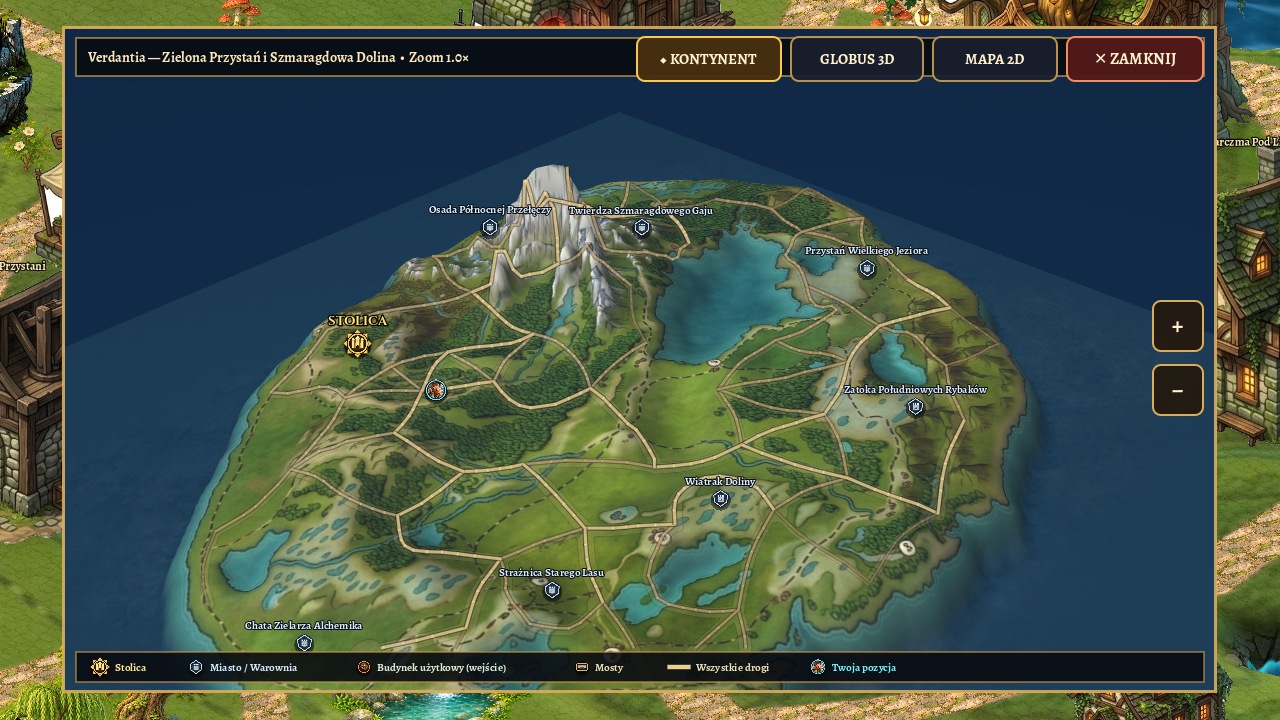 Verdantia — Zielona Przystań i Szmaragdowa Dolina • Zoom 1.0×
⬧ KONTYNENT
GLOBUS 3D
MAPA 2D
✕ ZAMKNIJ
Osada Północnej Przełęczy
Twierdza Szmaragdowego Gaju
Przystań Wielkiego Jeziora
Przystani
STOLICA
+
Zatoka Południowych Rybaków
−
Wiatrak Doliny
Strażnica Starego Lasu
Chata Zielarza Alchemika
Stolica
Miasto / Warownia
Budynek użytkowy (wejście)
Mosty
Wszystkie drogi
Twoja pozycja